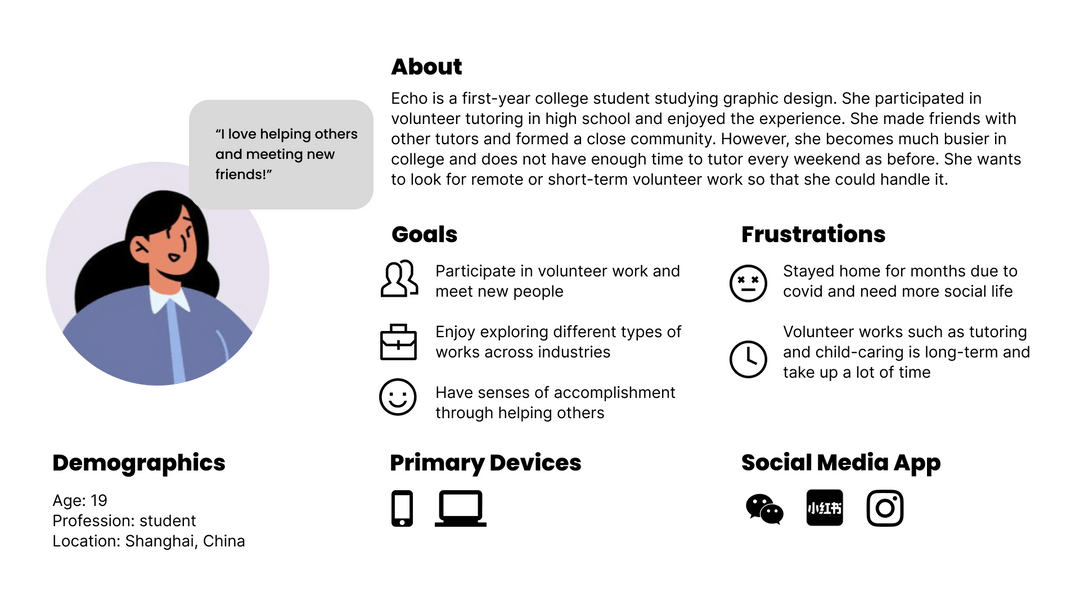 About
Echo is a first-year college student studying graphic design. She participated in
volunteer tutoring in high school and enjoyed the experience. She made friends with
other tutors and formed a close community. However, she becomes much busier in
college and does not have enough time to tutor every weekend as before. She wants
to look for remote or short-term volunteer work so that she could handle it.
“I love helping others
and meeting new
friends!”
Goals
Participate in volunteer work and
meet new people
Enjoy exploring different types of
works across industries
Have senses of accomplishment
through helping others
Frustrations
Stayed home for months due to
covid and need more social life
Volunteer works such as tutoring
and child-caring is long-term and
take up a lot of time
Demographics
Age: 19
Profession: student
Location: Shanghai, China
Primary Devices
Social Media App
小红书